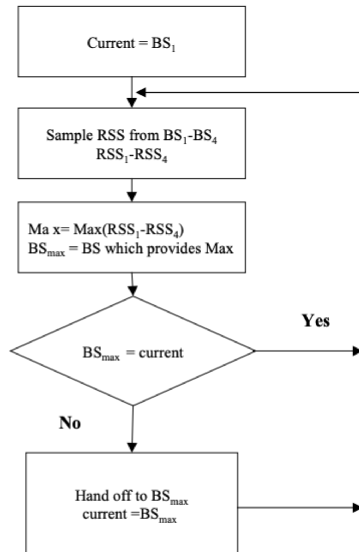 Current = BS₁
Sample RSS from BS₁-BS₄
RSS₁-RSS₄
Ma x= Max(RSS₁-RSS₄)
BSₘₐₓ = BS which provides Max
Yes
BSₘₐₓ = current
No
Hand off to BSₘₐₓ
current =BSₘₐₓ